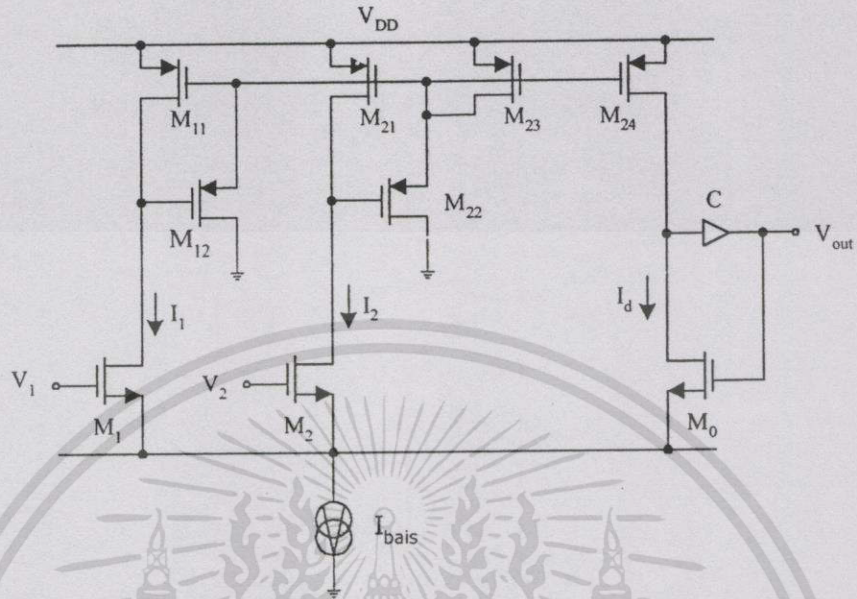 V_DD
M_11
M_21
M_23
M_24
M_12
M_22
C
V_out
I_1
I_2
I_d
V_1
V_2
M_1
M_2
M_0
I_bais